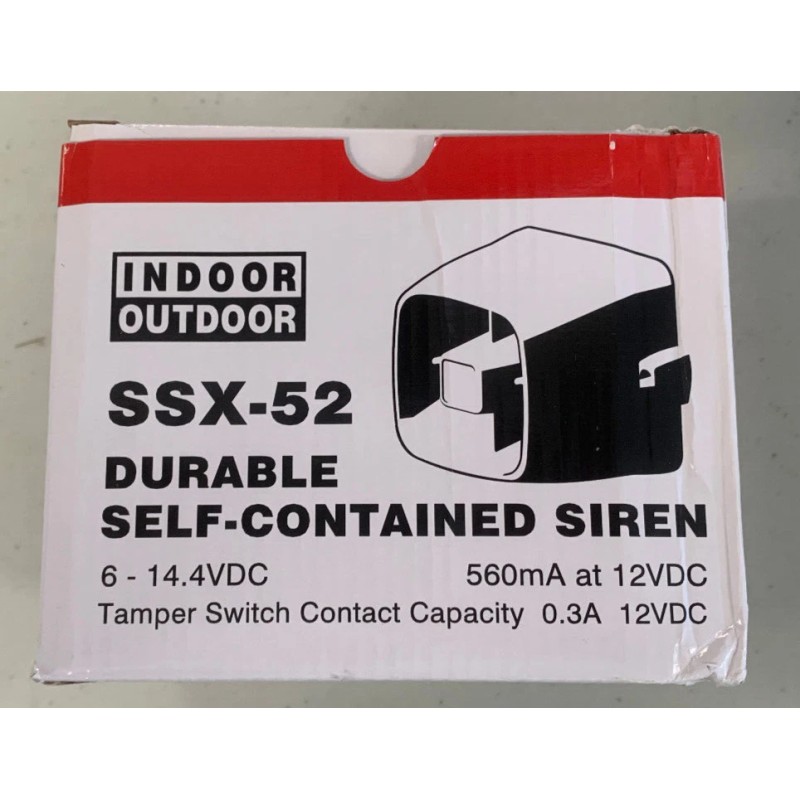 INDOOR
OUTDOOR
SSX-52
DURABLE
SELF-CONTAINED SIREN
6 - 14.4VDC 560mA at 12VDC
Tamper Switch Contact Capacity 0.3A 12VDC